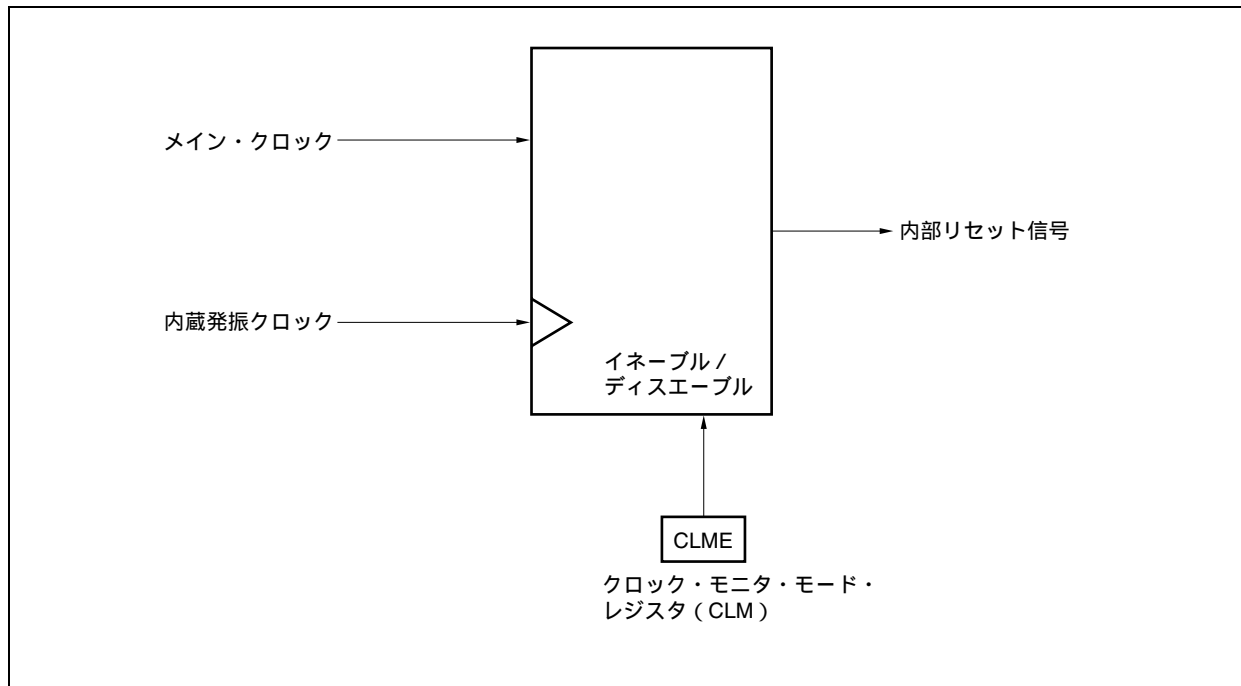 メイン・クロック
内部リセット信号
内蔵発振クロック
イネーブル/
ディスエーブル
CLME
クロック・モニタ・モード・
レジスタ(CLM)